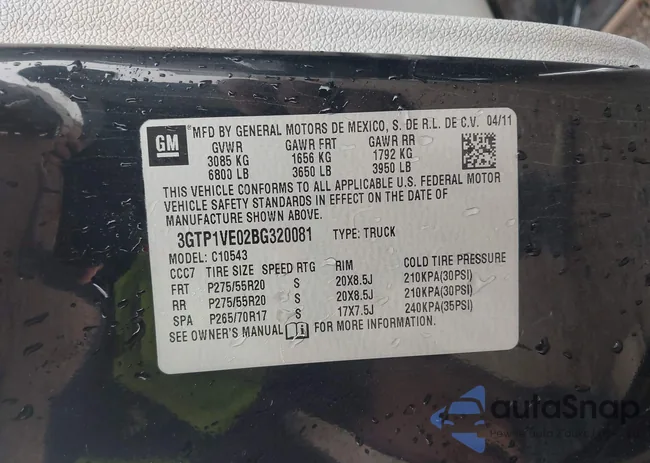 GM
MFD BY GENERAL MOTORS DE MEXICO, S. DE R.L. DE C.V. 04/11
GVWR GAWR FRT GAWR RR
3085 KG 1656 KG 1792 KG
6800 LB 3650 LB 3950 LB
THIS VEHICLE CONFORMS TO ALL APPLICABLE U.S. FEDERAL MOTOR
VEHICLE SAFETY STANDARDS IN EFFECT ON THE DATE OF
MANUFACTURE SHOWN ABOVE.
3GTP1VE02BG320081 TYPE: TRUCK
MODEL: C10543
CCC7 TIRE SIZE SPEED RTG RIM COLD TIRE PRESSURE
FRT P275/55R20 S 20X8.5J 210KPA(30PSI)
RR P275/55R20 S 20X8.5J 210KPA(30PSI)
SPA P265/70R17 S 17X7.5J 240KPA(35PSI)
SEE OWNER'S MANUAL FOR MORE INFORMATION.
autoSnap